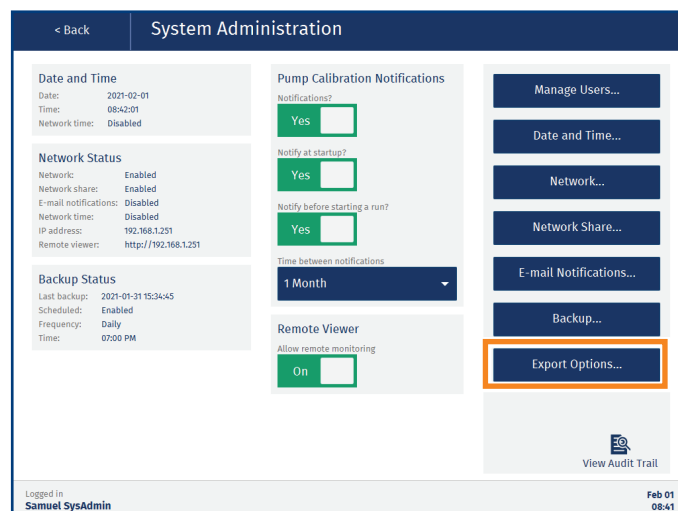 < Back
System Administration
Date and Time
Date: 2021-02-01
Time: 08:42:01
Network time: Disabled
Network Status
Network: Enabled
Network share: Enabled
E-mail notifications: Disabled
Network time: Disabled
IP address: 192.168.1.251
Remote viewer: http://192.168.1.251
Backup Status
Last backup: 2021-01-31 15:34:45
Scheduled: Enabled
Frequency: Daily
Time: 07:00 PM
Pump Calibration Notifications
Notifications?
Yes
Notify at startup?
Yes
Notify before starting a run?
Yes
Time between notifications
1 Month
Remote Viewer
Allow remote monitoring
On
Manage Users...
Date and Time...
Network...
Network Share...
E-mail Notifications...
Backup...
Export Options...
View Audit Trail
Logged in
Samuel SysAdmin
Feb 01
08:41